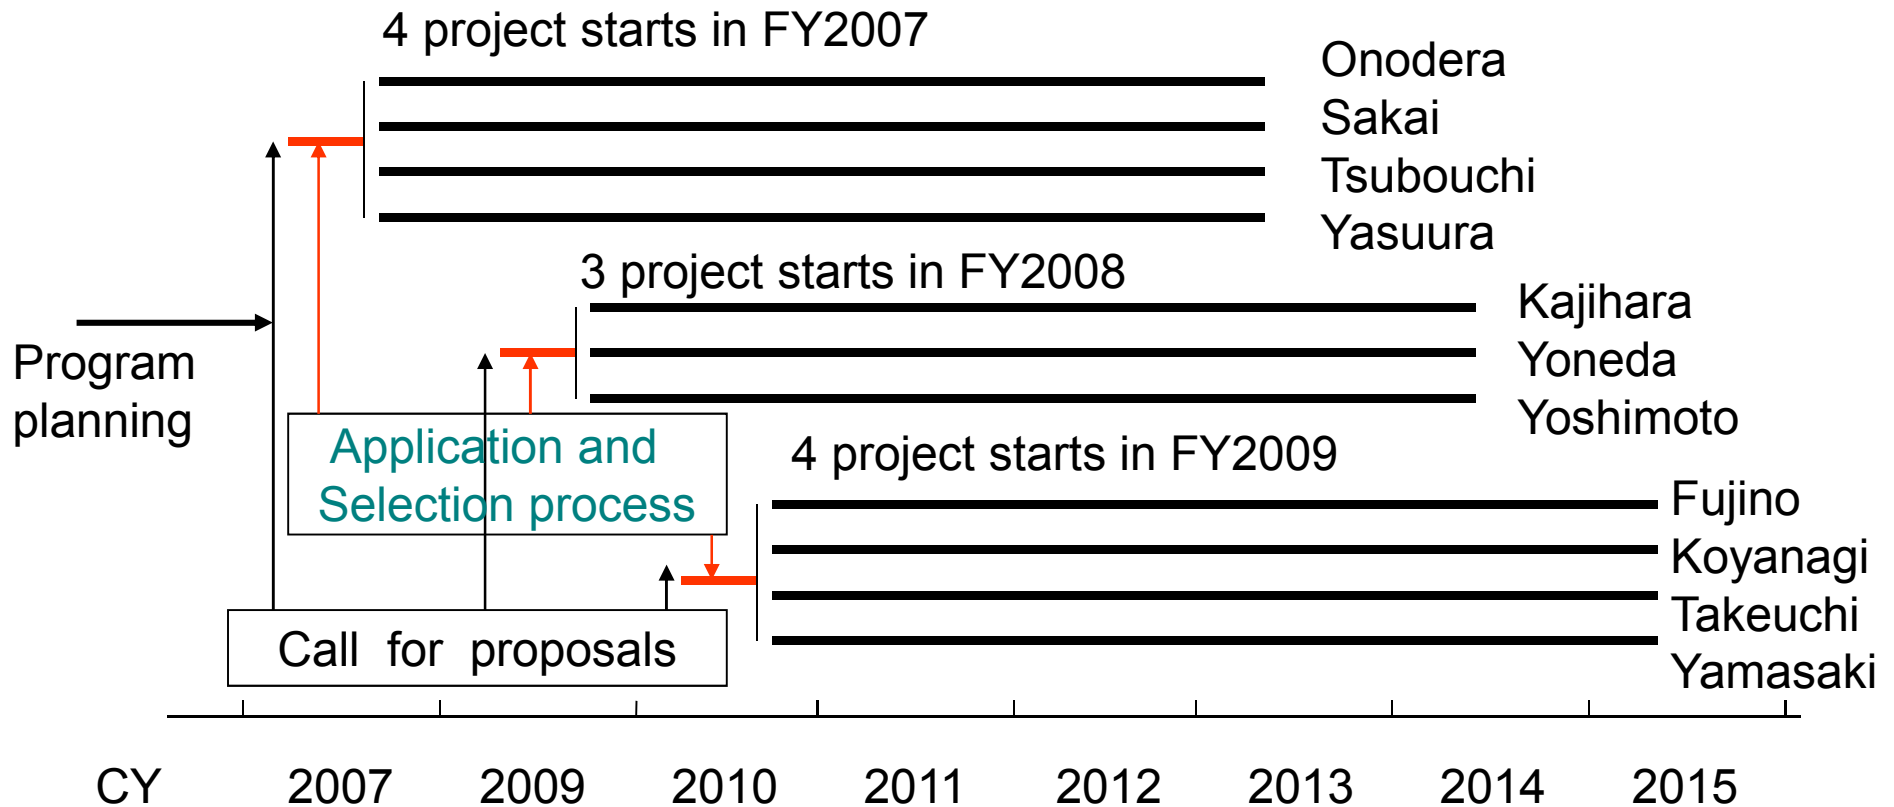 4 project starts in FY2007
Onodera
Sakai
Tsubouchi
Yasuura
3 project starts in FY2008
Kajihara
Yoneda
Yoshimoto
Program
planning
Application and
Selection process
4 project starts in FY2009
Fujino
Koyanagi
Takeuchi
Yamasaki
Call for proposals
CY 2007 2009 2010 2011 2012 2013 2014 2015